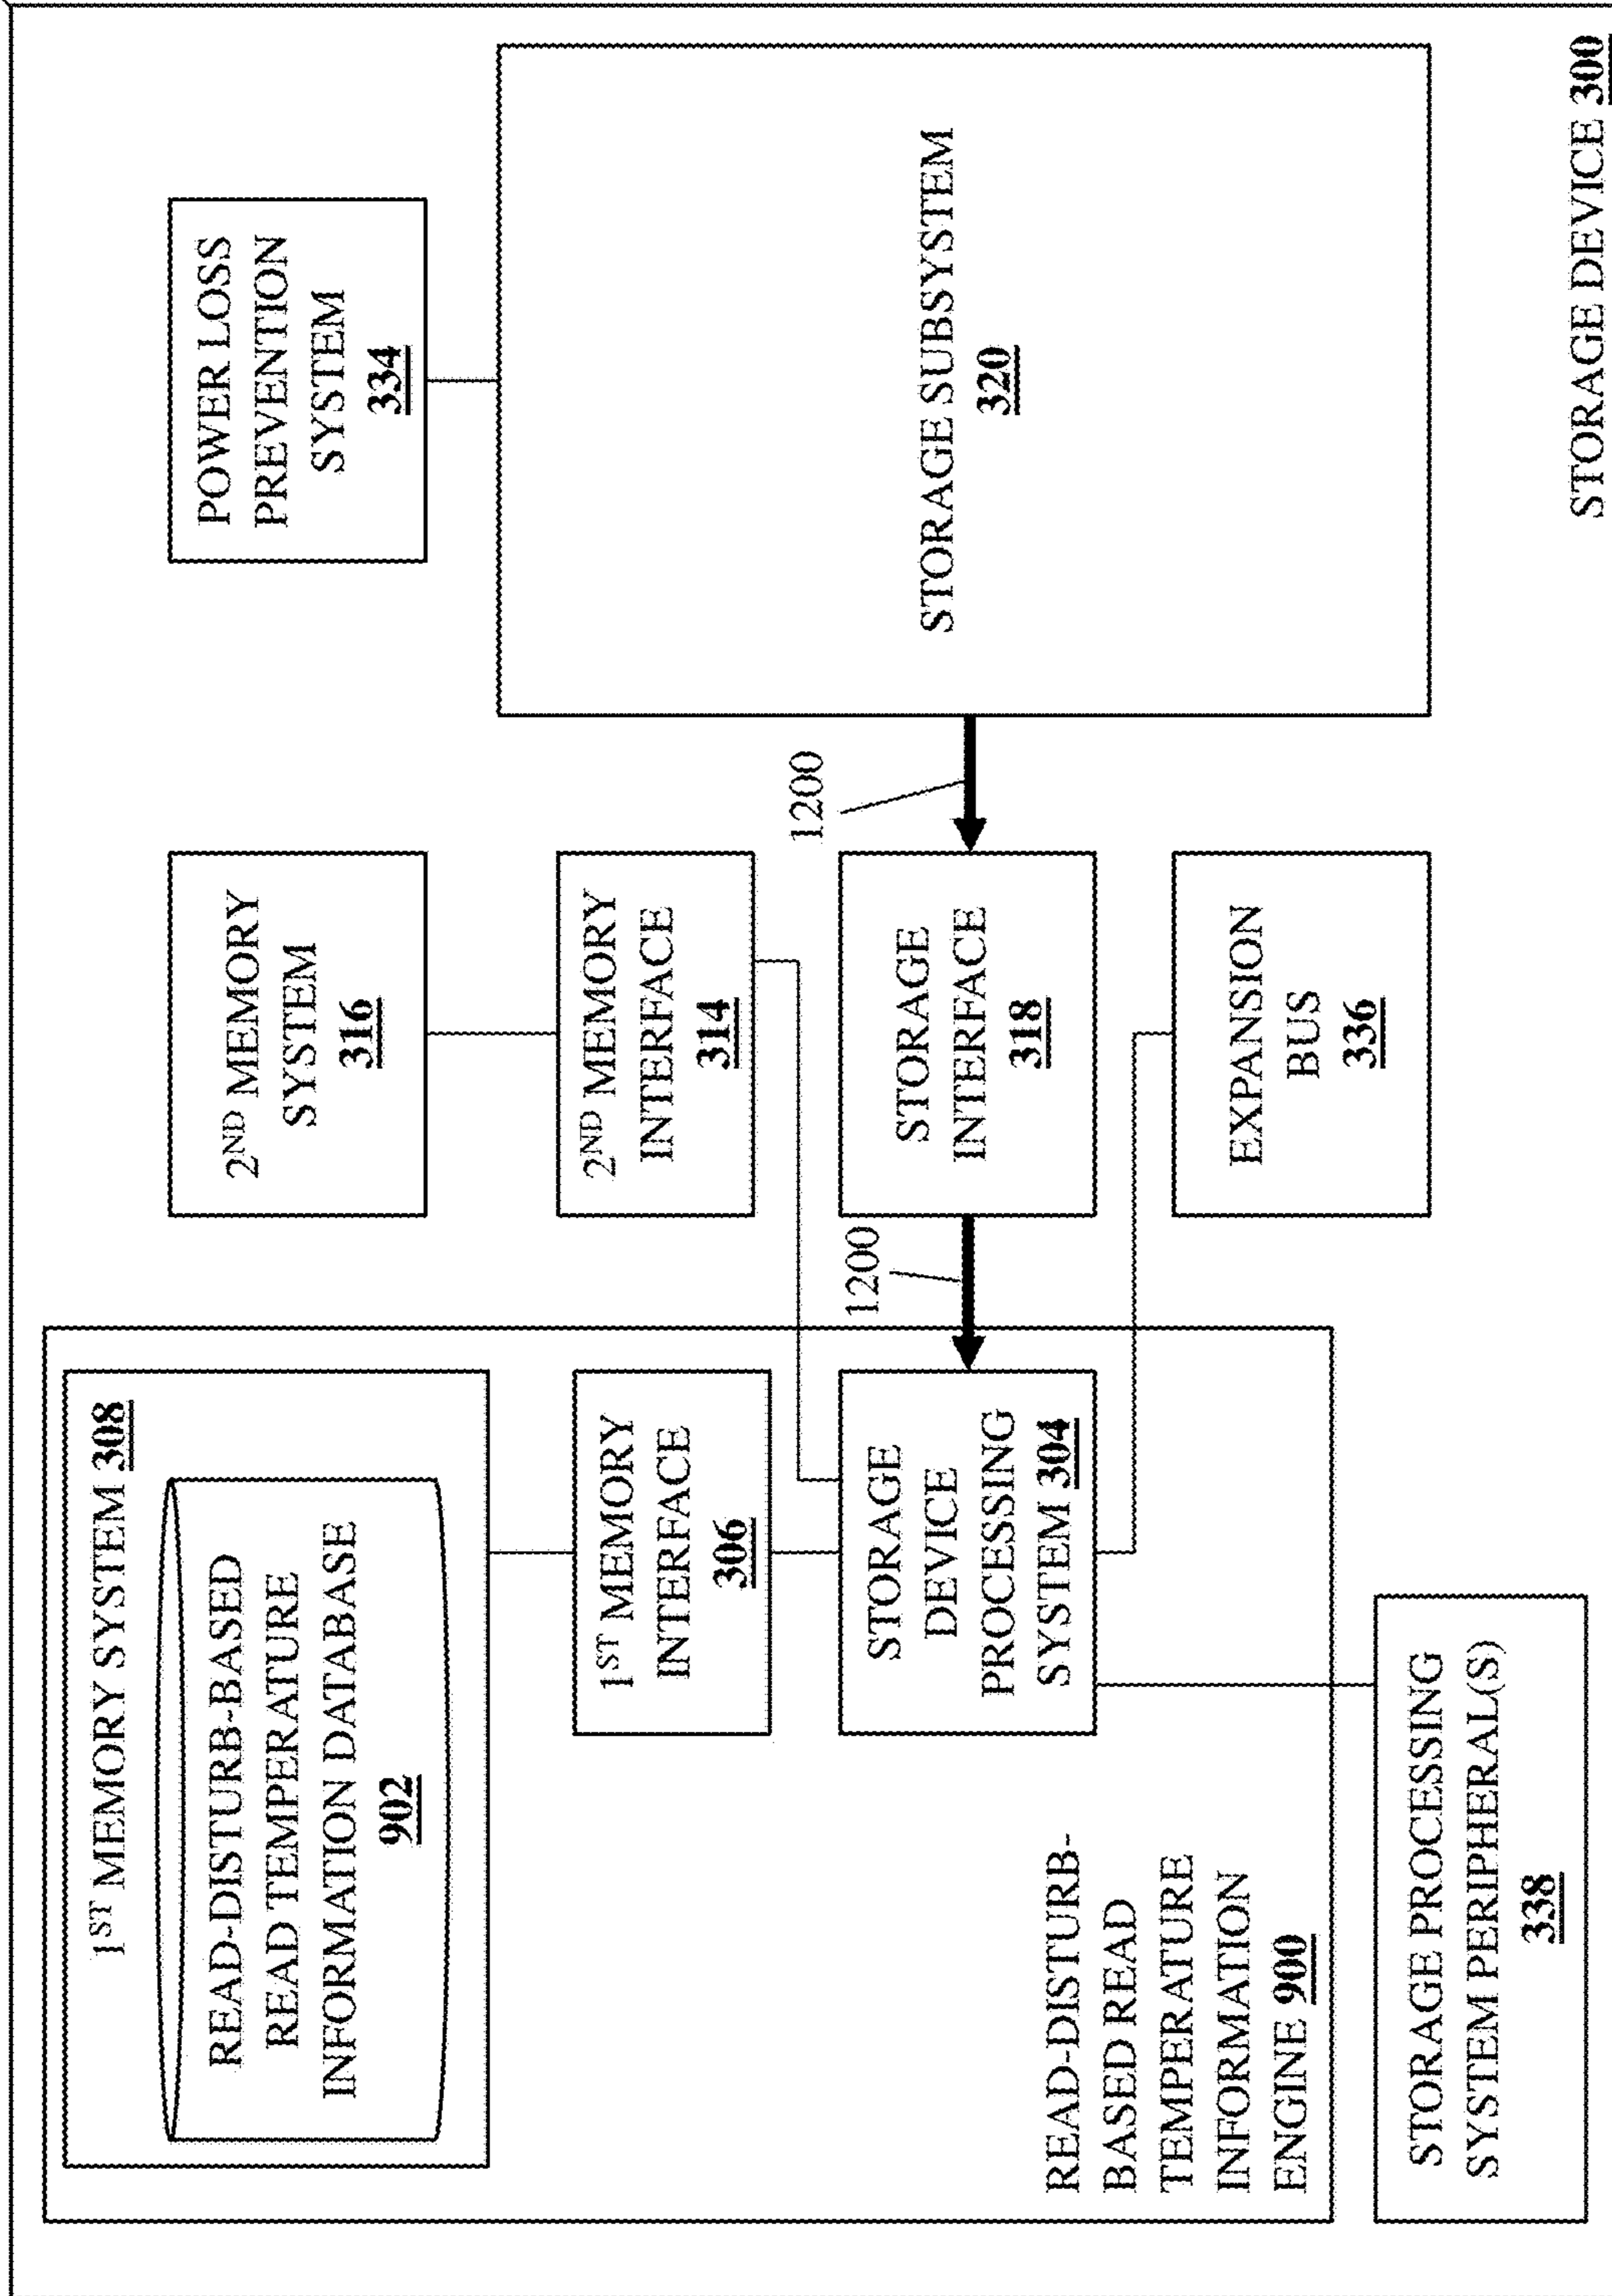 1ST MEMORY SYSTEM 308
READ-DISTURB-BASED
READ TEMPERATURE
INFORMATION DATABASE
902
2ND MEMORY
SYSTEM
316
POWER LOSS
PREVENTION
SYSTEM
334
1ST MEMORY
INTERFACE
306
2ND MEMORY
INTERFACE
314
1200
1200
STORAGE
DEVICE
PROCESSING
SYSTEM 304
STORAGE
INTERFACE
318
STORAGE SUBSYSTEM
320
READ-DISTURB-
BASED READ
TEMPERATURE
INFORMATION
ENGINE 900
EXPANSION
BUS
336
STORAGE PROCESSING
SYSTEM PERIPHERAL(S)
338
STORAGE DEVICE 300